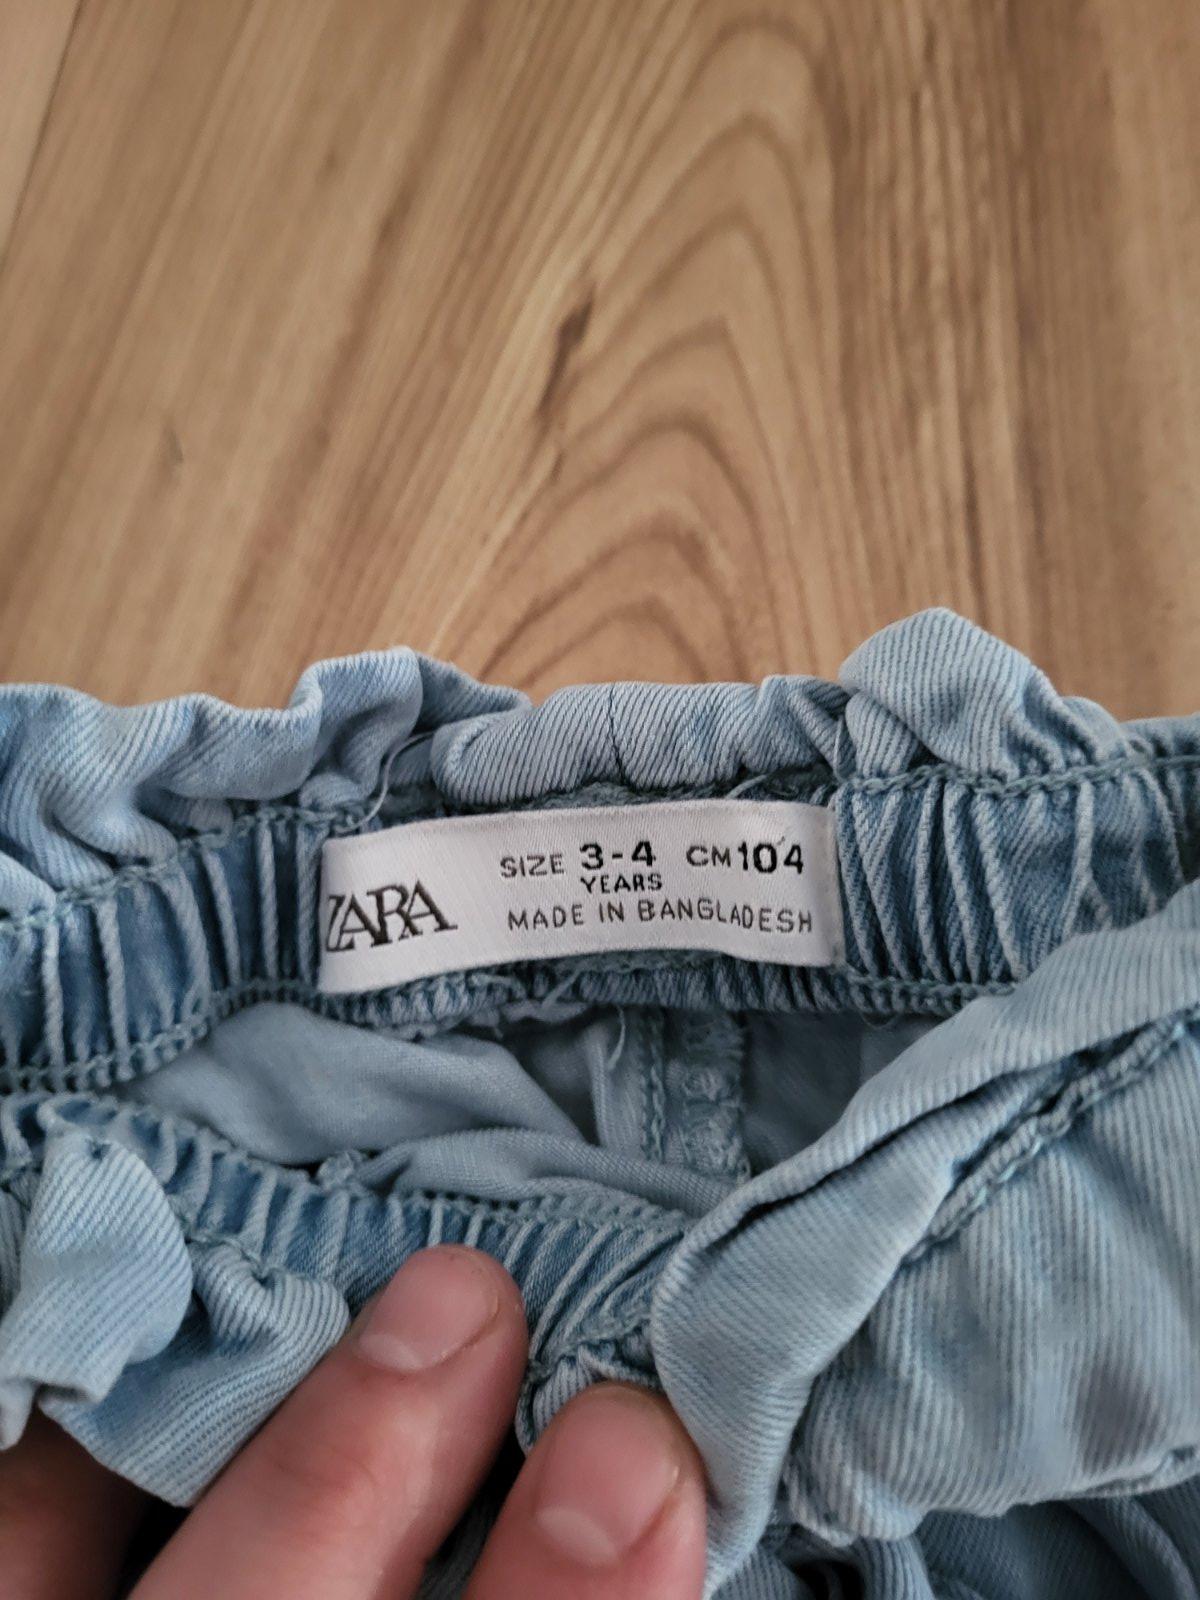 ZARA
SIZE 3-4 CM 104
YEARS
MADE IN BANGLADESH